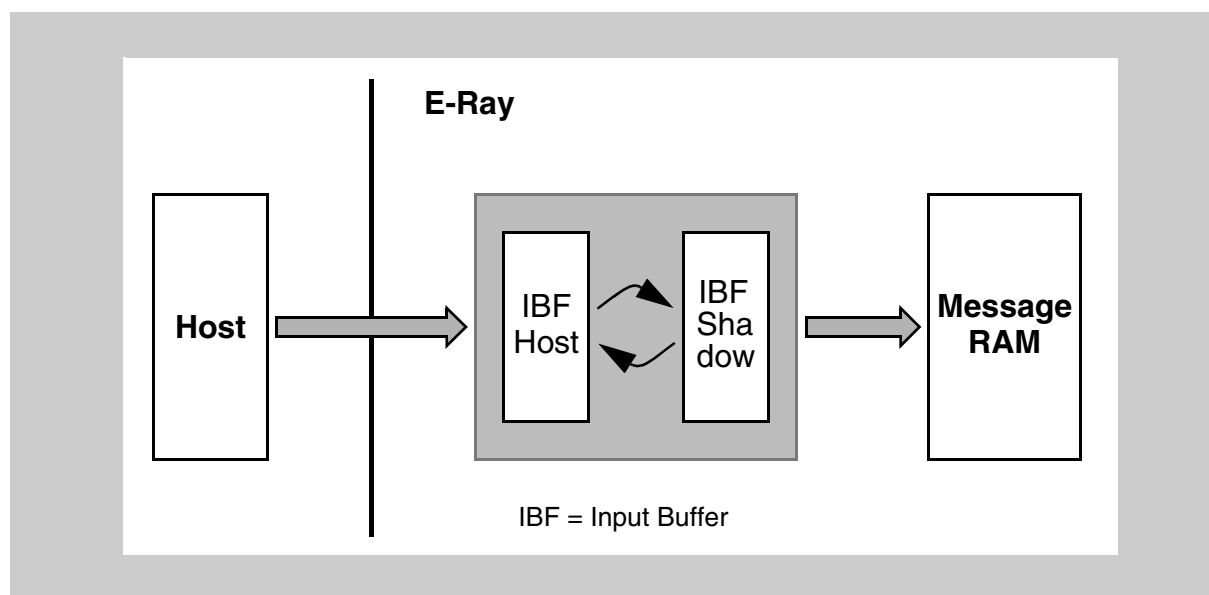 E-Ray
Host
IBF
Host
IBF
Sha
dow
Message
RAM
IBF = Input Buffer